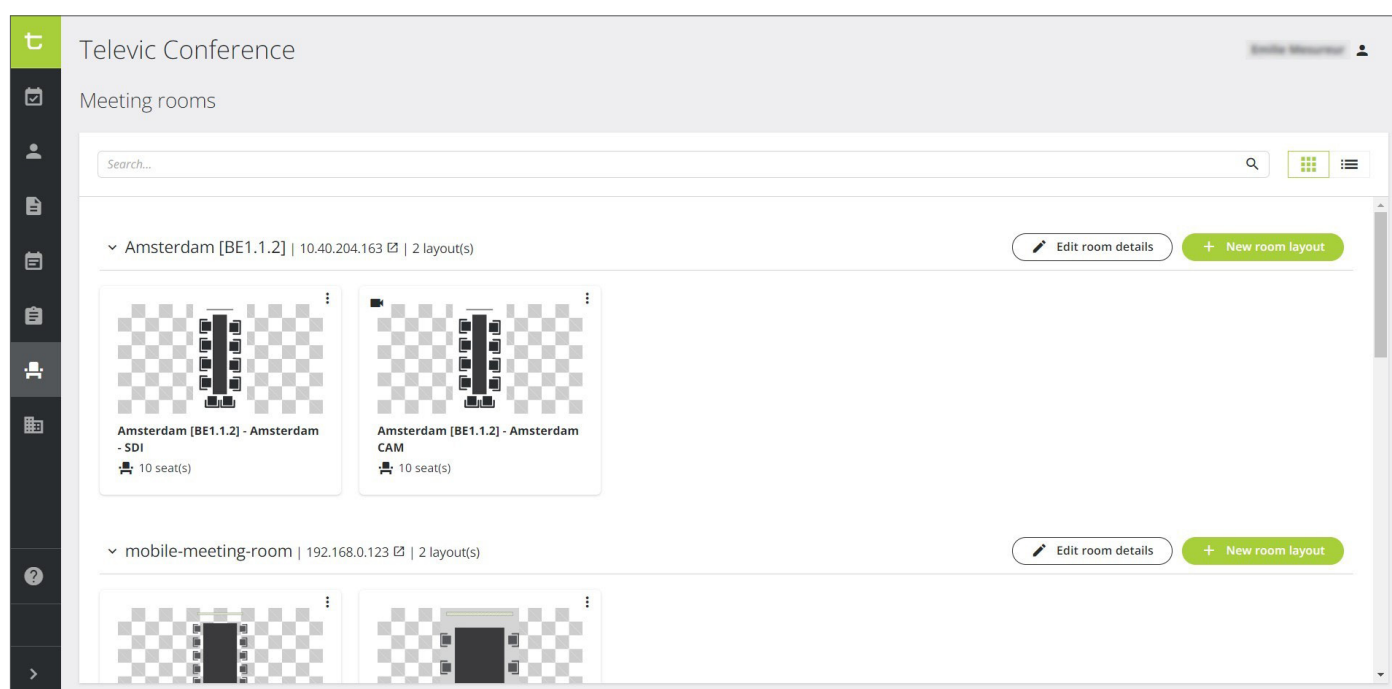 Televic Conference
Meeting rooms
Search...
Amsterdam [BE1.1.2] | 10.40.204.163 | 2 layout(s)
Edit room details
+ New room layout
Amsterdam [BE1.1.2] - Amsterdam
- SDI
10 seat(s)
Amsterdam [BE1.1.2] - Amsterdam
CAM
10 seat(s)
mobile-meeting-room | 192.168.0.123 | 2 layout(s)
Edit room details
+ New room layout